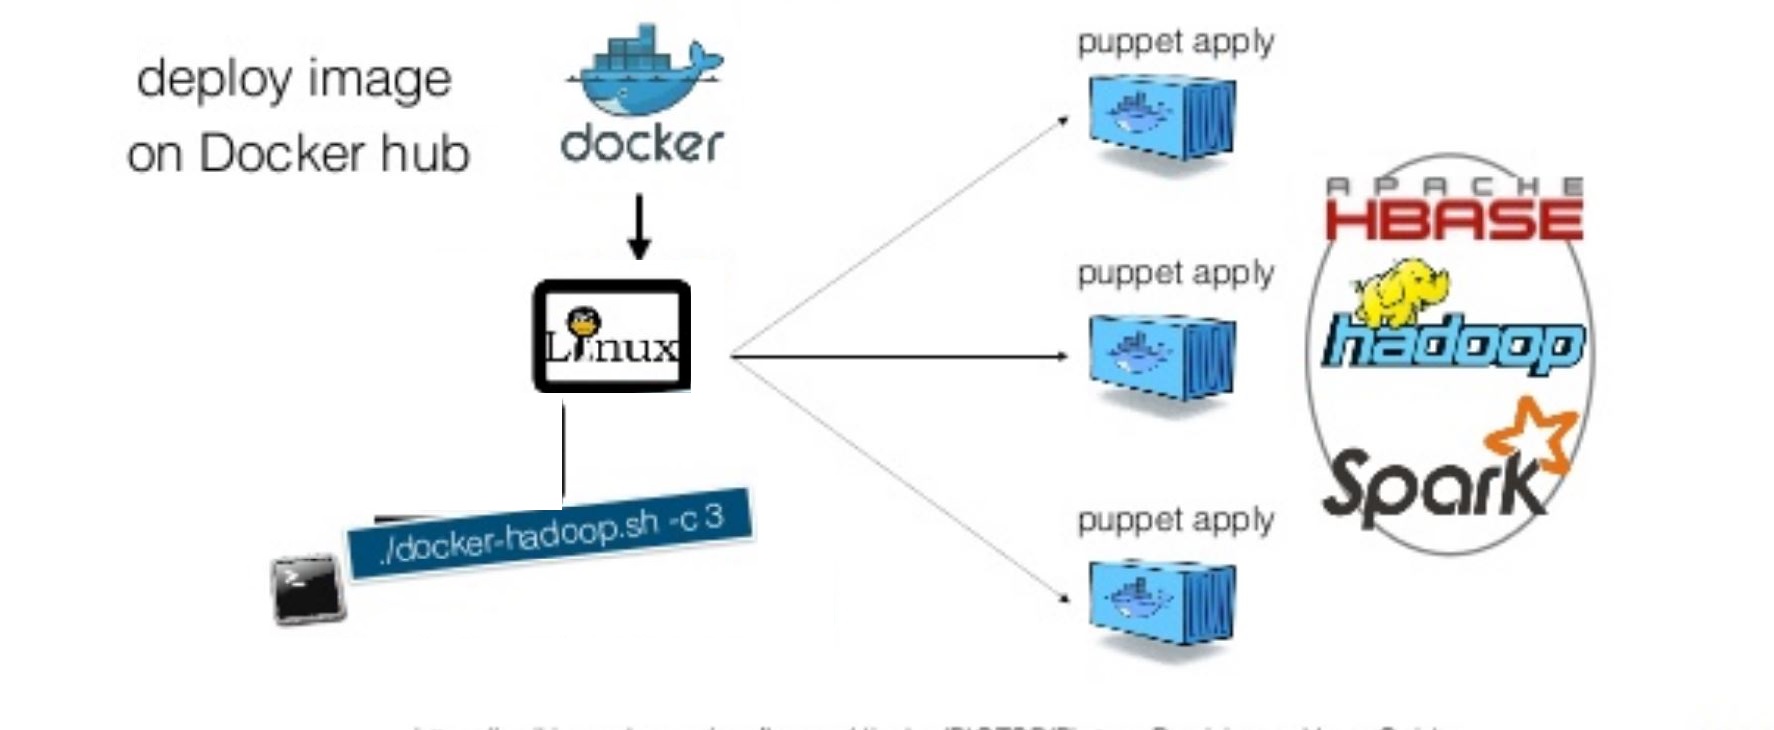 deploy image
on Docker hub
docker
Linux
./docker-hadoop.sh -c 3
>_
puppet apply
puppet apply
puppet apply
APACHE
HBASE
hadoop
Spark